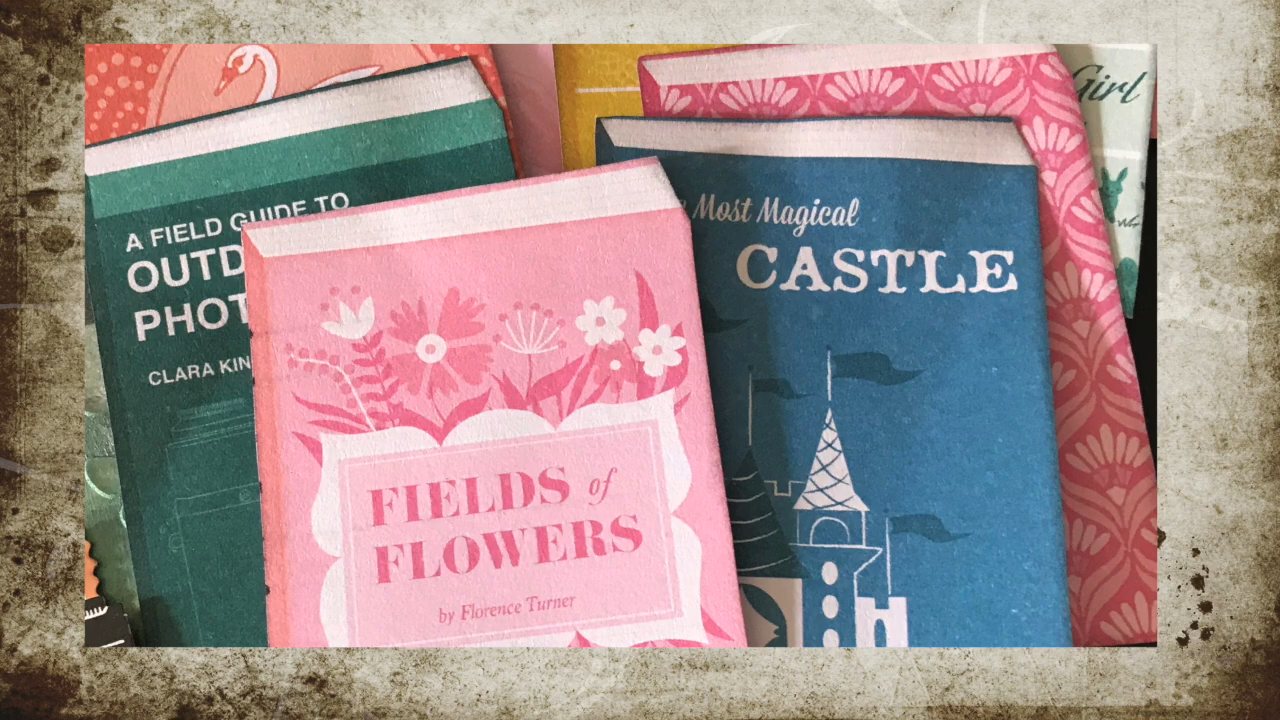 A FIELD GUIDE TO
OUTD
PHOT
CLARA KIN
FIELDS of
FLOWERS
by Florence Turner
Most Magical
CASTLE
Girl